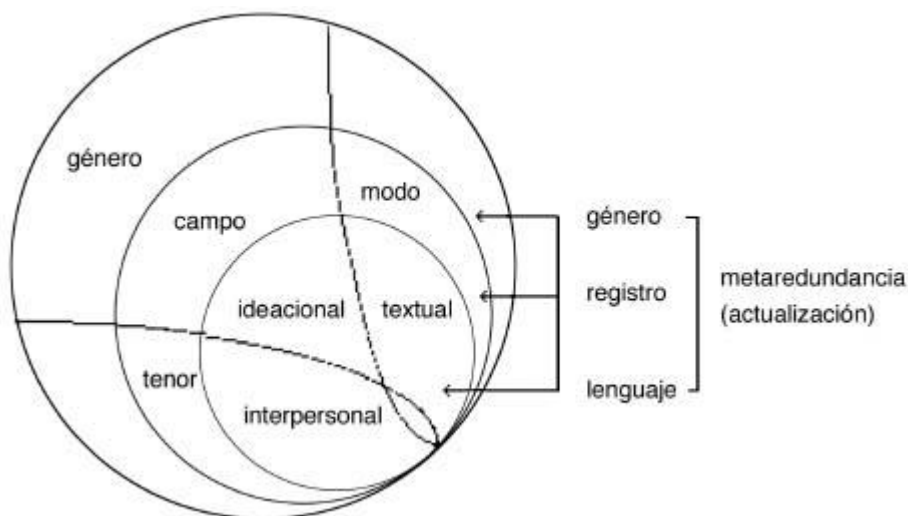 género
campo
modo
ideacional
textual
tenor
interpersonal
género
registro
lenguaje
metaredundancia
(actualización)